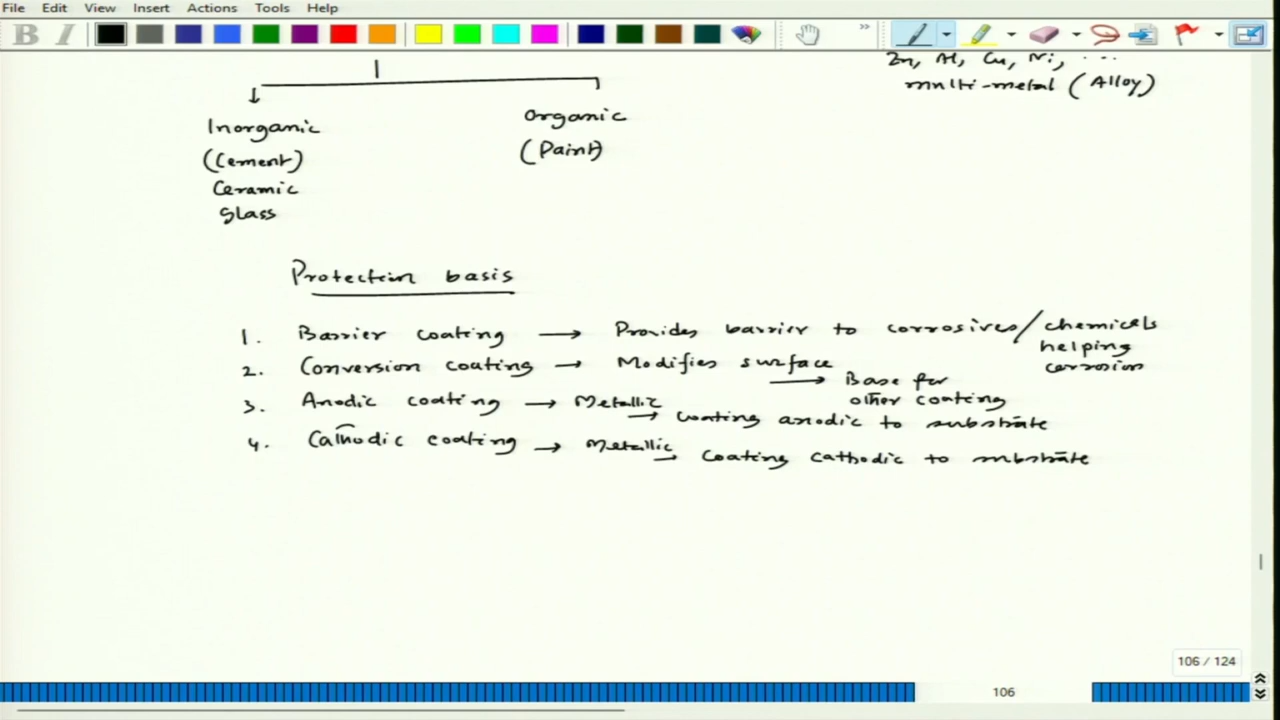 File Edit View Insert Actions Tools Help
B I
Zn, Al, Cu, Ni, ...
multi-metal (Alloy)
Inorganic
(Cement)
Ceramic
Glass
Organic
(Paint)
Protection basis
1. Barrier coating → Provides barrier to corrosives/chemicals
helping
corrosion
2. Conversion coating → Modifies surface
→ Base for
other coating
3. Anodic coating → Metallic
→ coating anodic to substrate
4. Cathodic coating → Metallic
→ coating cathodic to substrate
106 / 124
106